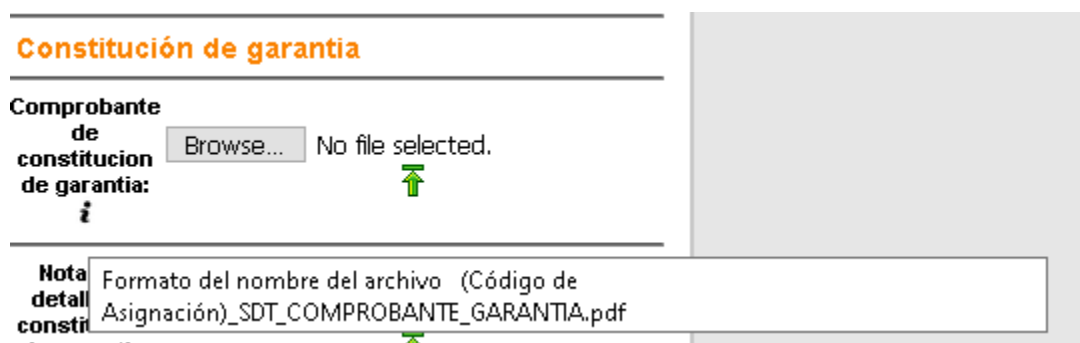 Constitución de garantia
Comprobante
de
constitucion
de garantia:
i
Browse... No file selected.
Nota
Formato del nombre del archivo (Código de
Asignación)_SDT_COMPROBANTE_GARANTIA.pdf